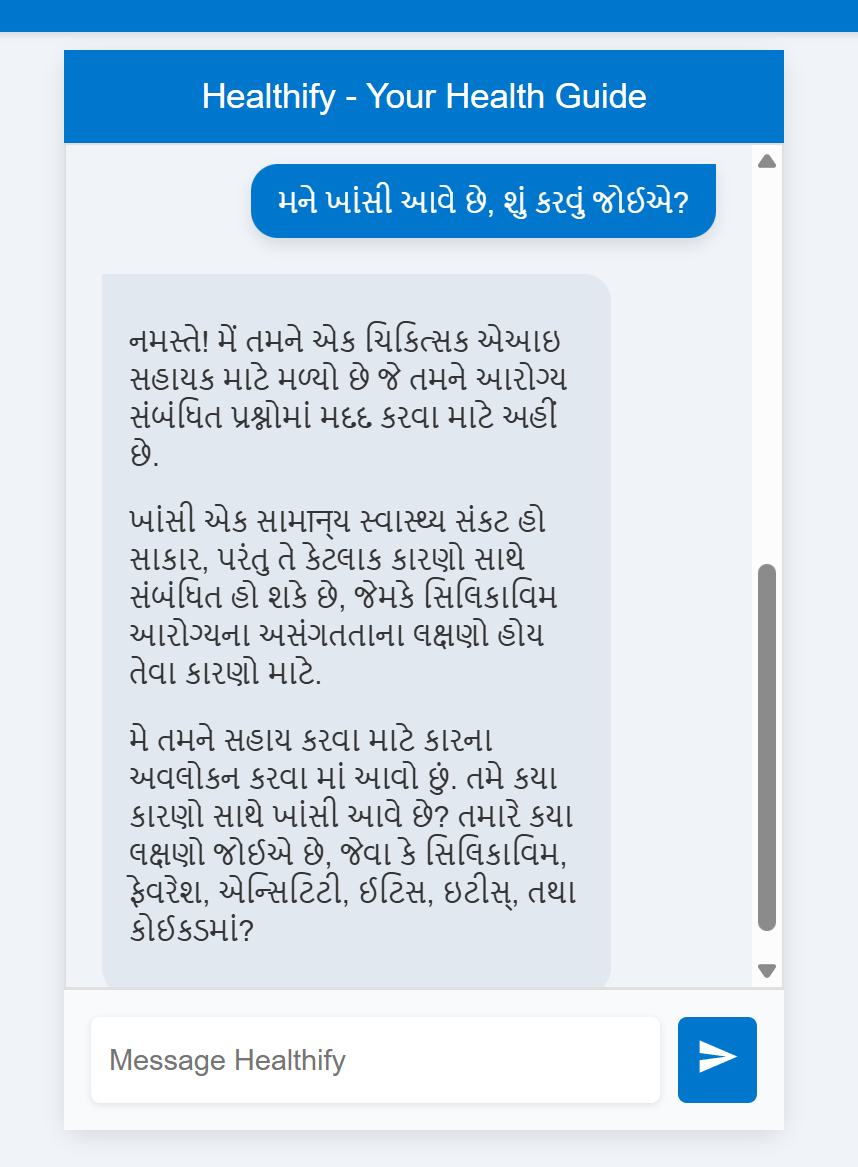 Healthify - Your Health Guide
મને ખાંસી આવે છે, શું કરવું જોઈએ?
નમસ્તે! મેં તમને એક ચિકિત્સક એઆઇ
સહાયક માટે મળ્યો છે જે તમને આરોગ્ય
સંબંધિત પ્રશ્નોમાં મદદ કરવા માટે અહીં
છે.
ખાંસી એક સામાन્ય સ્વાસ્થ્ય સંકટ હો
સાકાર, પરંતુ તે કેટલાક કારણો સાથે
સંબંધિત હો શકે છે, જેમકે સિલિકાવિમ
આરોગ્યના અસંગતતાના લક્ષણો હોય
તેવા કારણો માટે.
મે તમને સહાય કરવા માટે કારના
અવલોકન કરવા માં આવો છું. તમે કયા
કારણો સાથે ખાંસી આવે છે? તમારે કયા
લક્ષણો જોઈએ છે, જેવા કે સિલિકાવિમ,
ફેવરેશ, એન્સિટિટી, ઈટિસ, ઇટીસ્, તથા
કોઈકડમાં?
Message Healthify